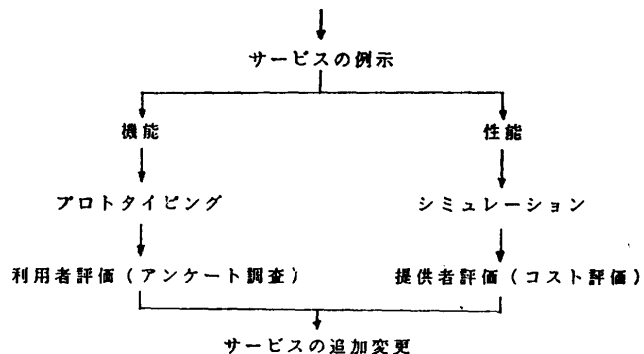 サービスの例示
機能
性能
プロトタイピング
シミュレーション
利用者評価(アンケート調査)
提供者評価(コスト評価)
サービスの追加変更